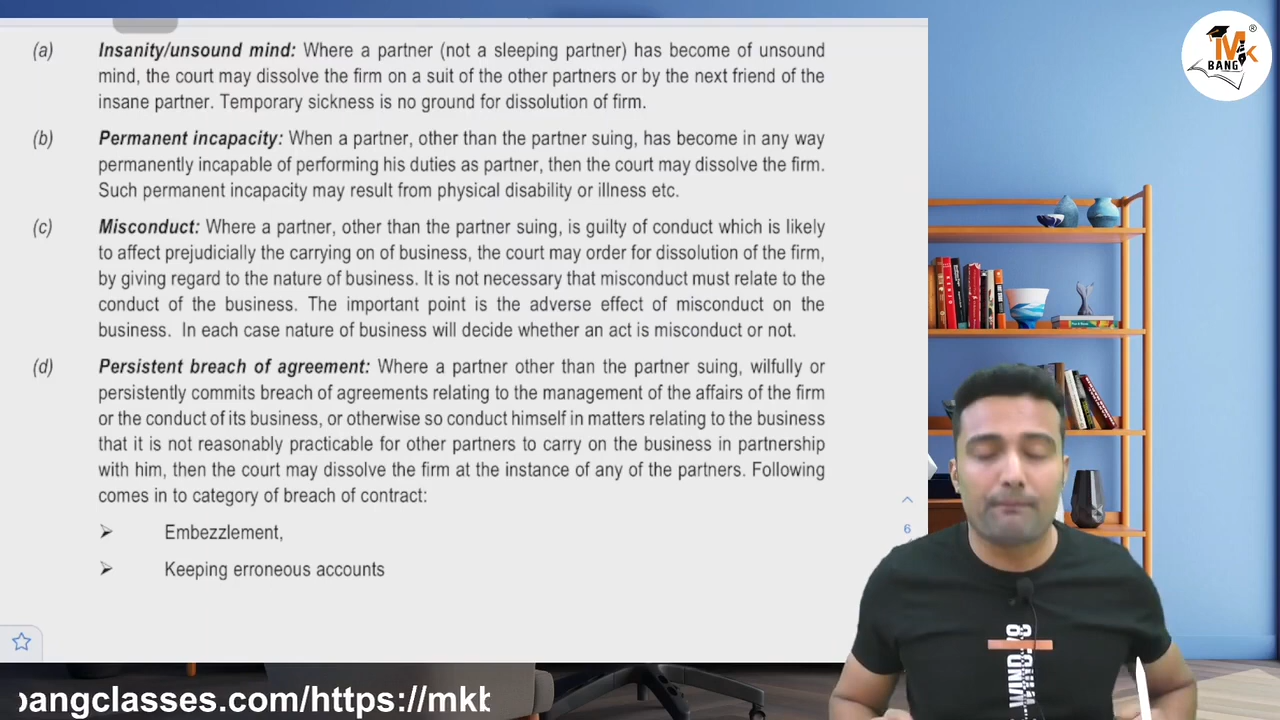 (a) Insanity/unsound mind: Where a partner (not a sleeping partner) has become of unsound
mind, the court may dissolve the firm on a suit of the other partners or by the next friend of the
insane partner. Temporary sickness is no ground for dissolution of firm.
(b) Permanent incapacity: When a partner, other than the partner suing, has become in any way
permanently incapable of performing his duties as partner, then the court may dissolve the firm.
Such permanent incapacity may result from physical disability or illness etc.
(c) Misconduct: Where a partner, other than the partner suing, is guilty of conduct which is likely
to affect prejudicially the carrying on of business, the court may order for dissolution of the firm,
by giving regard to the nature of business. It is not necessary that misconduct must relate to the
conduct of the business. The important point is the adverse effect of misconduct on the
business. In each case nature of business will decide whether an act is misconduct or not.
(d) Persistent breach of agreement: Where a partner other than the partner suing, wilfully or
persistently commits breach of agreements relating to the management of the affairs of the firm
or the conduct of its business, or otherwise so conduct himself in matters relating to the business
that it is not reasonably practicable for other partners to carry on the business in partnership
with him, then the court may dissolve the firm at the instance of any of the partners. Following
comes in to category of breach of contract:
➢ Embezzlement,
➢ Keeping erroneous accounts
6
MK
BANG
®
bangclasses.com/https://mkb